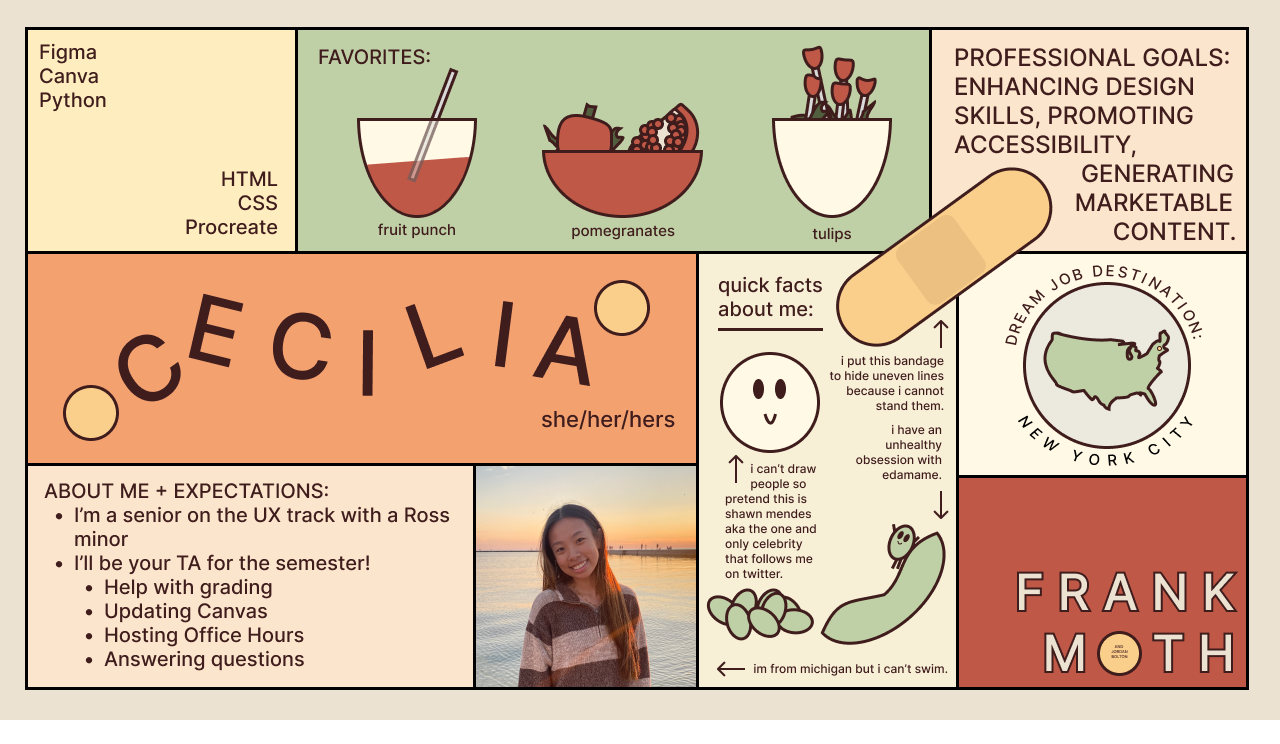 Figma
Canva
Python
HTML
CSS
Procreate
FAVORITES:
fruit punch
pomegranates
tulips
PROFESSIONAL GOALS:
ENHANCING DESIGN
SKILLS, PROMOTING
ACCESSIBILITY,
GENERATING
MARKETABLE
CONTENT.
CECILIA
she/her/hers
quick facts
about me:
i put this bandage
to hide uneven lines
because i cannot
stand them.
i have an
unhealthy
obsession with
edamame.
i can't draw
people so
pretend this is
shawn mendes
aka the one and
only celebrity
that follows me
on twitter.
im from michigan but i can't swim.
DREAM JOB DESTINATION:
NEW YORK CITY
ABOUT ME + EXPECTATIONS:
• I'm a senior on the UX track with a Ross
minor
• I'll be your TA for the semester!
• Help with grading
• Updating Canvas
• Hosting Office Hours
• Answering questions
FRANK
M
AND
JORDAN
BOLTON
TH